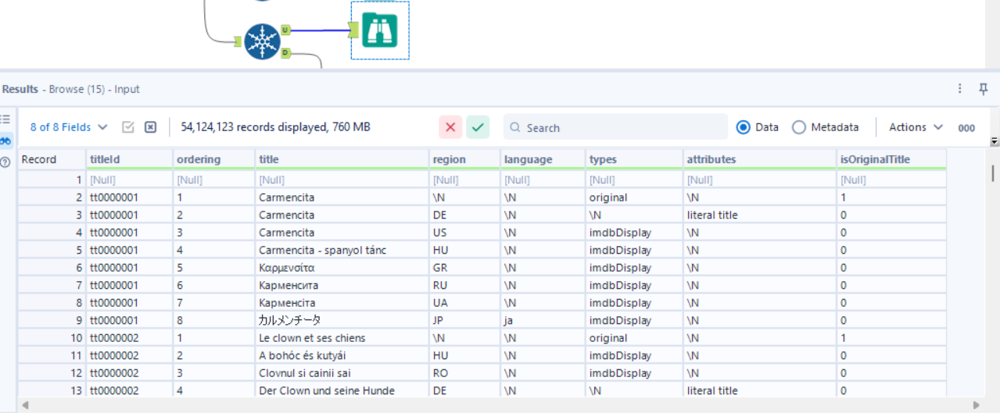 U
D
Results - Browse (15) - Input
8 of 8 Fields 54,124,123 records displayed, 760 MB Search Data Metadata Actions 000
Record titleId ordering title region language types attributes isOriginalTitle
1 [Null] [Null] [Null] [Null] [Null] [Null] [Null] [Null]
2 tt0000001 1 Carmencita \N \N original \N 1
3 tt0000001 2 Carmencita DE \N \N literal title 0
4 tt0000001 3 Carmencita US \N imdbDisplay \N 0
5 tt0000001 4 Carmencita - spanyol tánc HU \N imdbDisplay \N 0
6 tt0000001 5 Καρμενσίτα GR \N imdbDisplay \N 0
7 tt0000001 6 Карменсита RU \N imdbDisplay \N 0
8 tt0000001 7 Карменсіта UA \N imdbDisplay \N 0
9 tt0000001 8 カルメンチータ JP ja imdbDisplay \N 0
10 tt0000002 1 Le clown et ses chiens \N \N original \N 1
11 tt0000002 2 A bohóc és kutyái HU \N imdbDisplay \N 0
12 tt0000002 3 Clovnul si cainii sai RO \N imdbDisplay \N 0
13 tt0000002 4 Der Clown und seine Hunde DE \N \N literal title 0